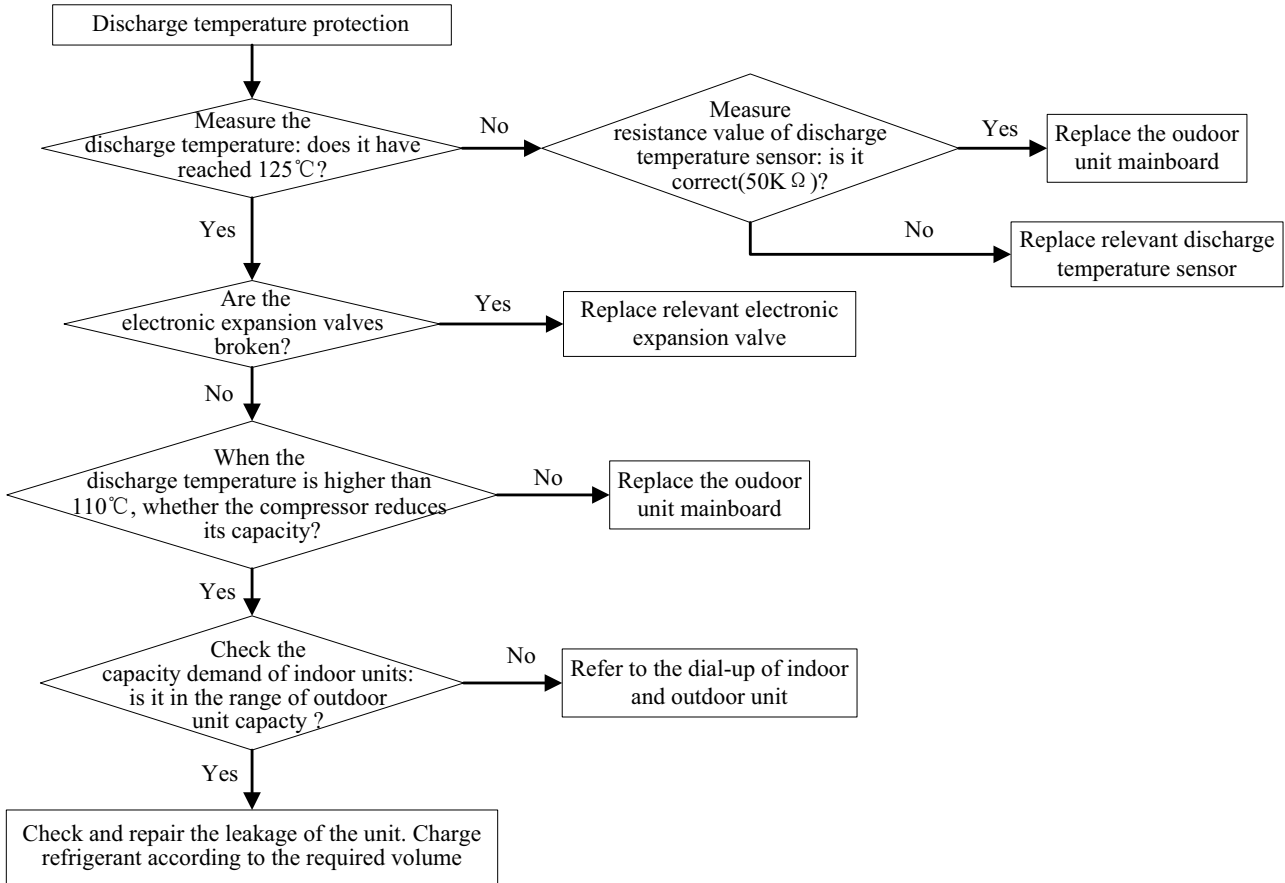 Discharge temperature protection
Measure the
discharge temperature: does it have
reached 125℃?
No
Measure
resistance value of discharge
temperature sensor: is it
correct(50K Ω)?
Yes
Replace the oudoor
unit mainboard
No
Replace relevant discharge
temperature sensor
Yes
Are the
electronic expansion valves
broken?
Yes
Replace relevant electronic
expansion valve
No
When the
discharge temperature is higher than
110℃, whether the compressor reduces
its capacity?
No
Replace the oudoor
unit mainboard
Yes
Check the
capacity demand of indoor units:
is it in the range of outdoor
unit capacty ?
No
Refer to the dial-up of indoor
and outdoor unit
Yes
Check and repair the leakage of the unit. Charge
refrigerant according to the required volume